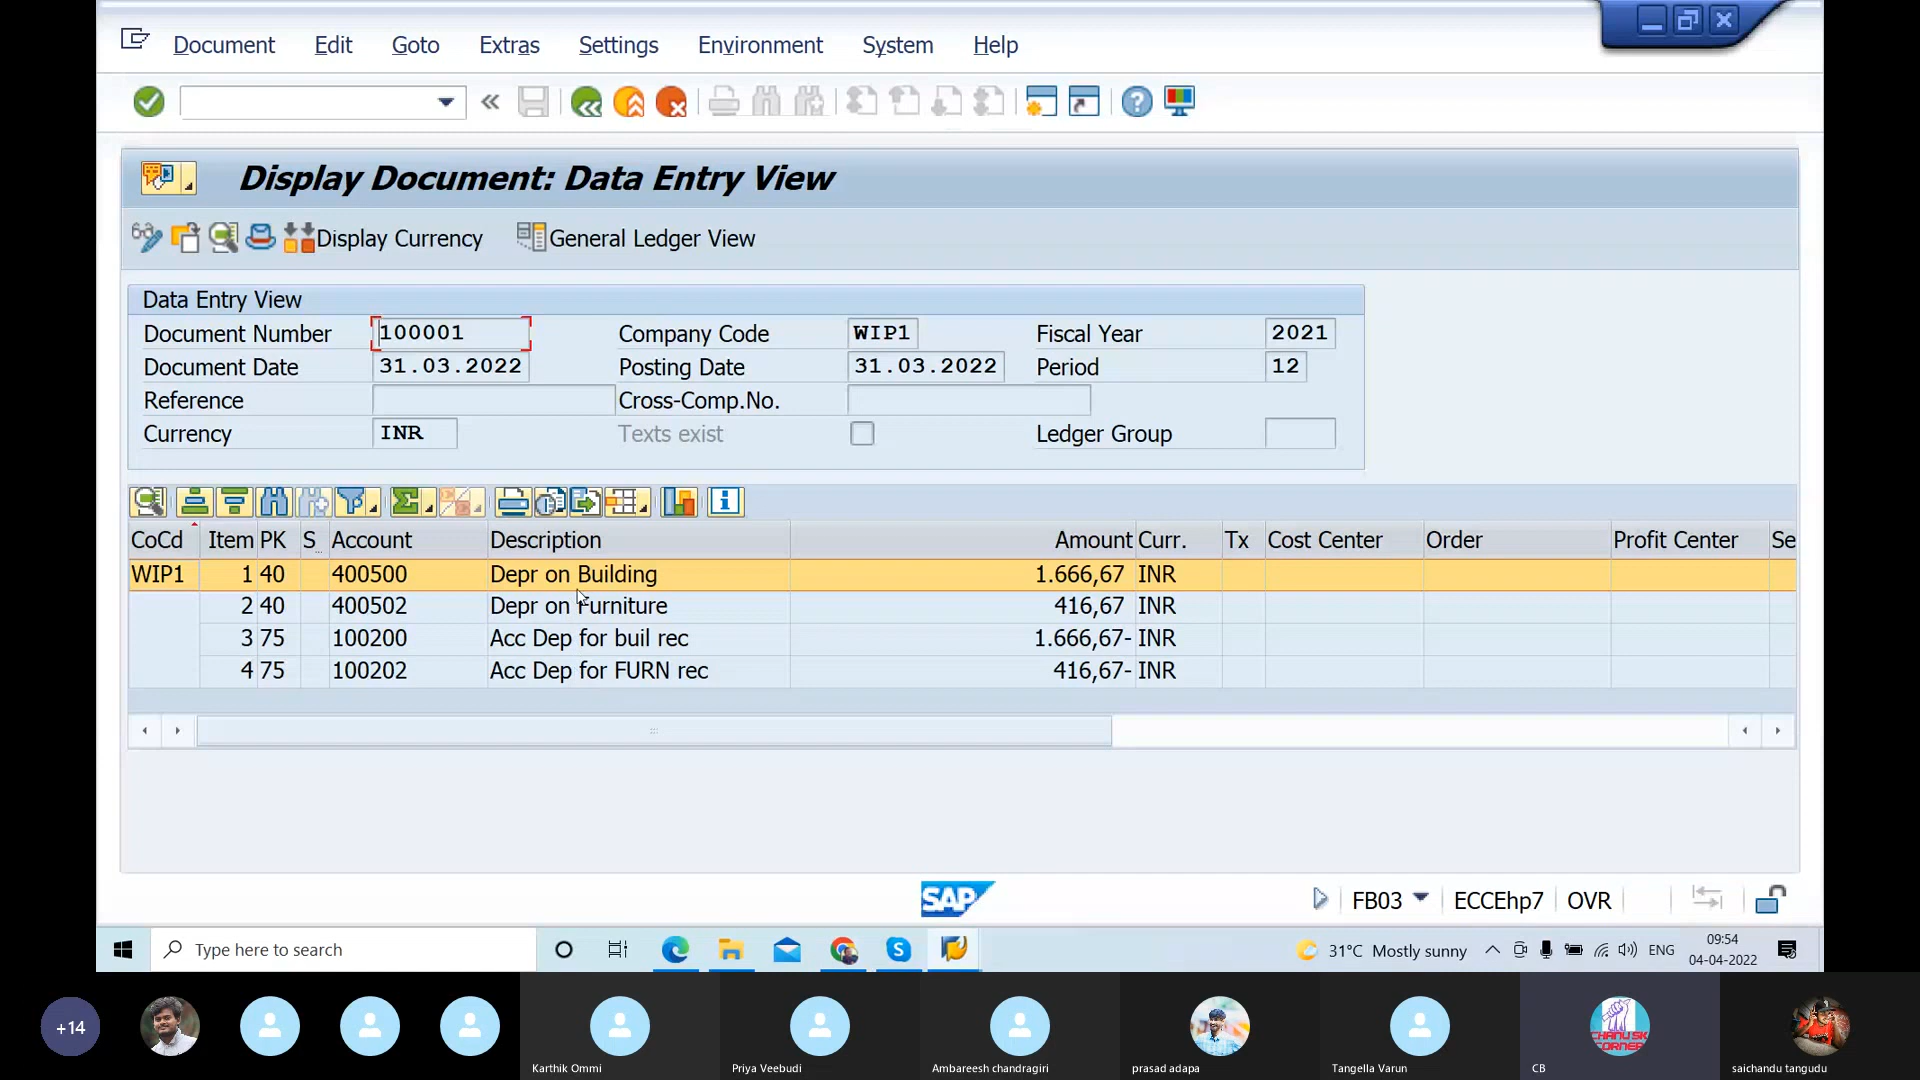 Document Edit Goto Extras Settings Environment System Help
Display Document: Data Entry View
Display Currency General Ledger View
Data Entry View
Document Number 100001 Company Code WIP1 Fiscal Year 2021
Document Date 31.03.2022 Posting Date 31.03.2022 Period 12
Reference Cross-Comp.No.
Currency INR Texts exist Ledger Group
CoCd Item PK S Account Description Amount Curr. Tx Cost Center Order Profit Center Se
WIP1 1 40 400500 Depr on Building 1.666,67 INR
2 40 400502 Depr on Furniture 416,67 INR
3 75 100200 Acc Dep for buil rec 1.666,67- INR
4 75 100202 Acc Dep for FURN rec 416,67- INR
SAP FB03 ECCEhp7 OVR
Type here to search 31°C Mostly sunny ENG 09:54
04-04-2022
+14
CHANU SK
CORNER
Karthik Ommi Priya Veebudi Ambareesh chandragiri prasad adapa Tangella Varun CB saichandu tangudu